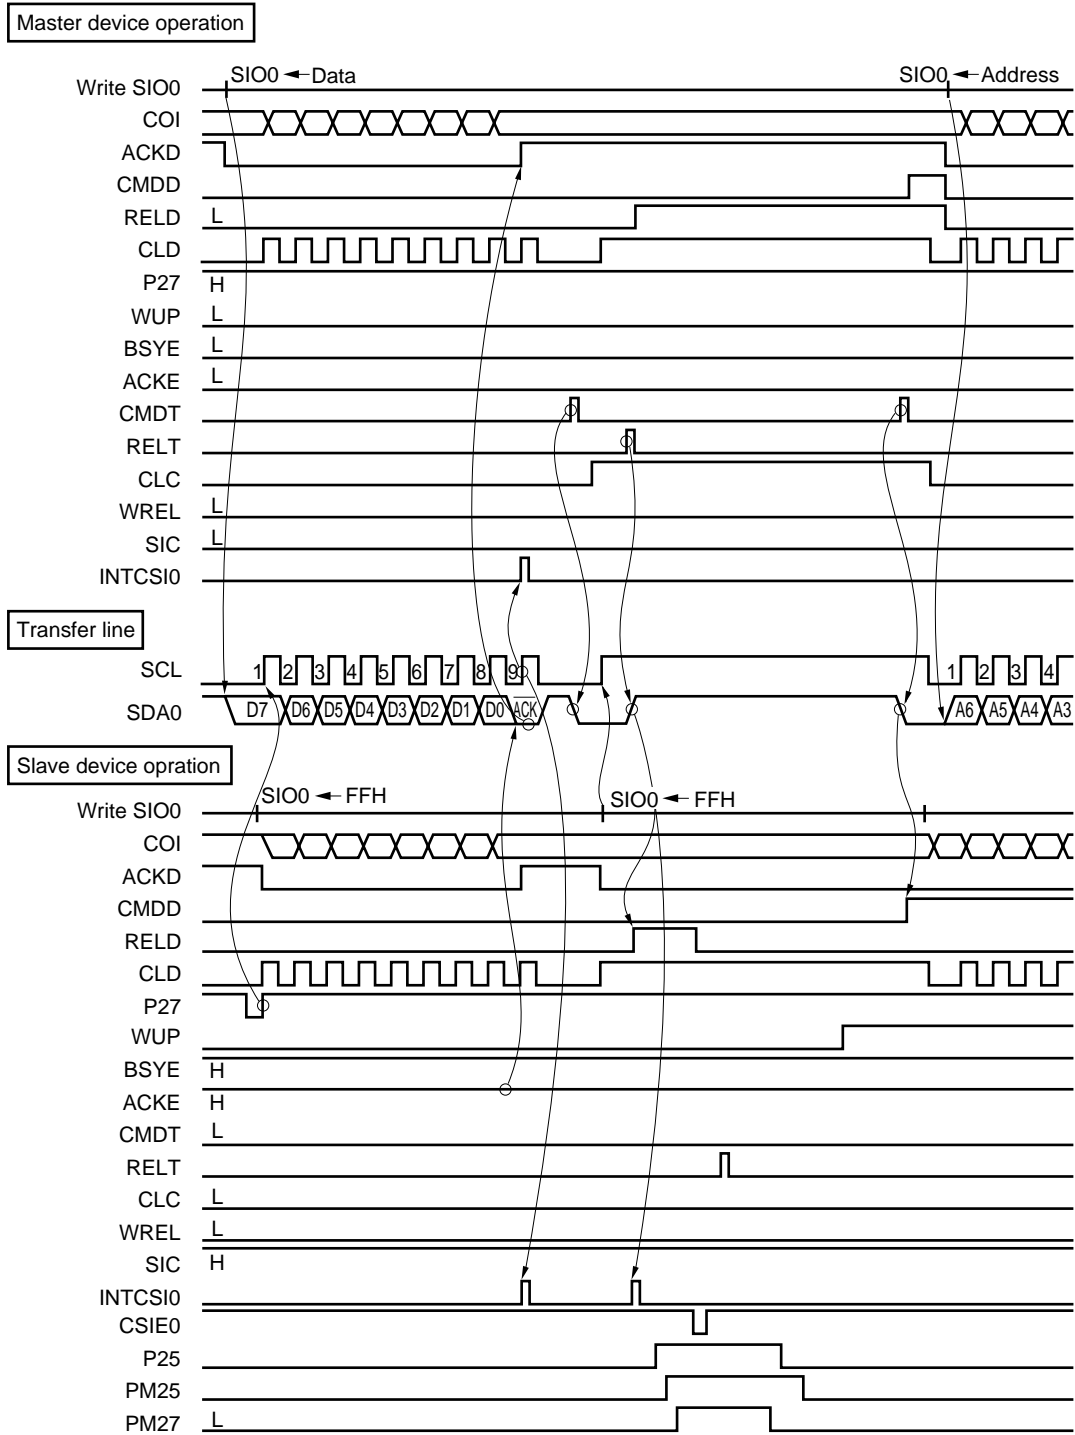 Master device operation
SIO0 ← Data SIO0 ← Address
Write SIO0
COI
ACKD
CMDD
RELD L
CLD
P27 H
WUP L
BSYE L
ACKE L
CMDT
RELT
CLC
WREL L
SIC L
INTCSI0
Transfer line
SCL 1 2 3 4 5 6 7 8 9 1 2 3 4
SDA0 D7 D6 D5 D4 D3 D2 D1 D0 ACK A6 A5 A4 A3
Slave device opration
SIO0 ← FFH SIO0 ← FFH
Write SIO0
COI
ACKD
CMDD
RELD
CLD
P27
WUP
BSYE H
ACKE H
CMDT L
RELT
CLC L
WREL L
SIC H
INTCSI0
CSIE0
P25
PM25
PM27 L